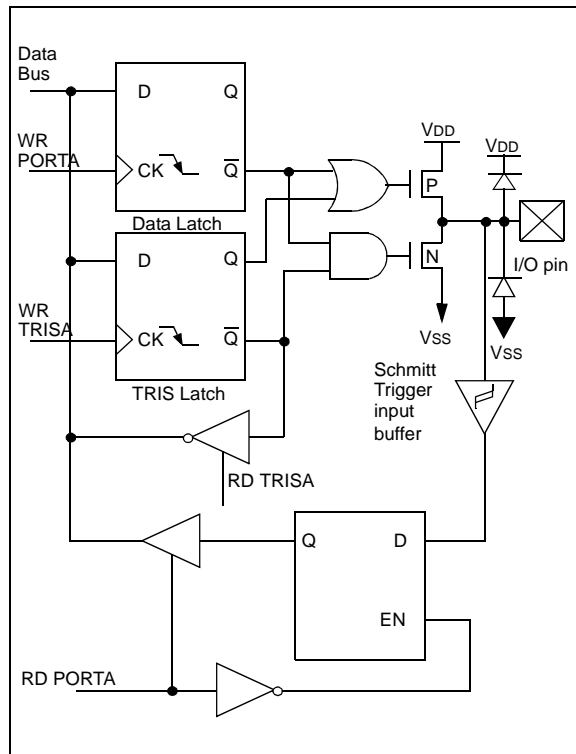 Data
Bus
D
Q
WR
PORTA
CK
Q
Data Latch
VDD
P
VDD
D
Q
N
I/O pin
WR
TRISA
CK
Q
VSS
VSS
TRIS Latch
Schmitt
Trigger
input
buffer
RD TRISA
Q
D
EN
RD PORTA